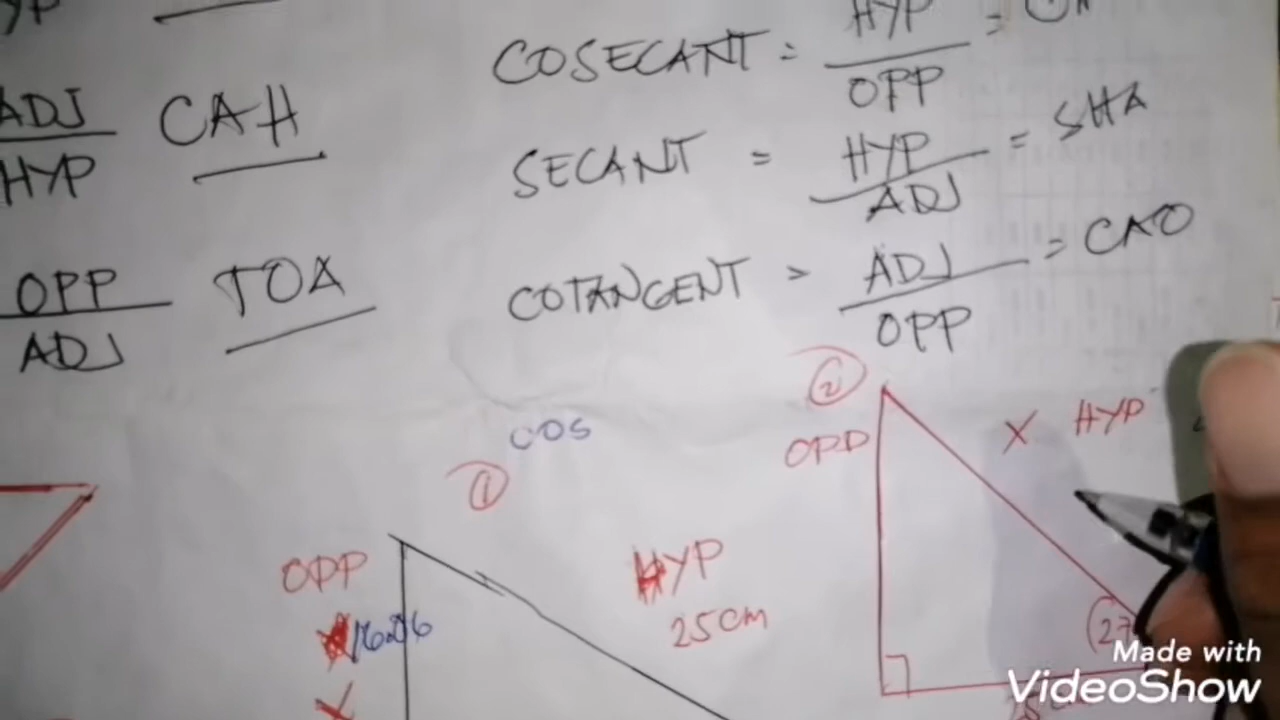 HYP
COSECANT = HYP / OPP =
ADJ / HYP CAH
SECANT = HYP / ADJ = SHA
OPP / ADJ TOA
COTANGENT = ADJ / OPP = CAO
2
OPP
X HYP
COS
1
OPP
HYP
25cm
X
(27
Made with
VideoShow